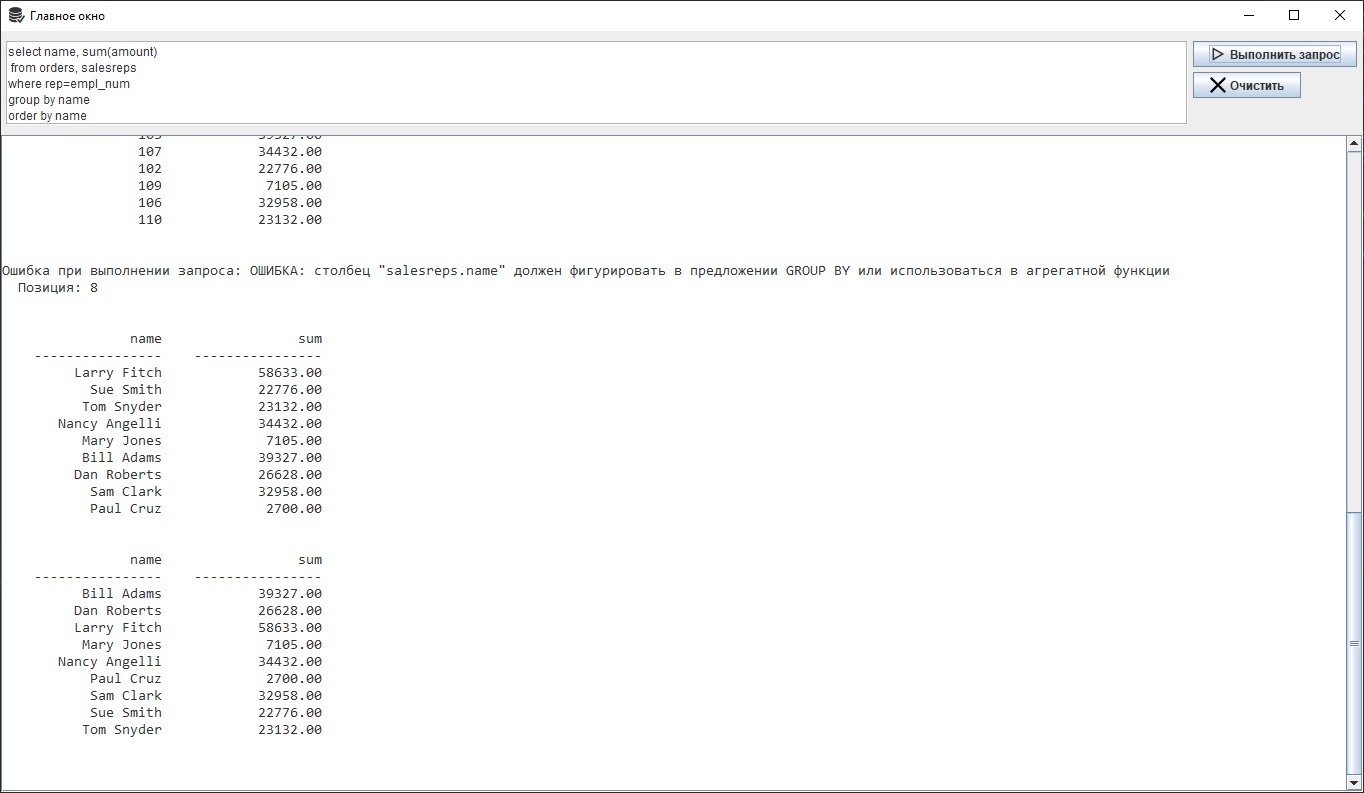 Главное окно
select name, sum(amount)
from orders, salesreps
where rep=empl_num
group by name
order by name
Выполнить запрос
Очистить
107 34432.00
102 22776.00
109 7105.00
106 32958.00
110 23132.00
Ошибка при выполнении запроса: ОШИБКА: столбец "salesreps.name" должен фигурировать в предложении GROUP BY или использоваться в агрегатной функции
Позиция: 8
name sum
---------------- ----------------
Larry Fitch 58633.00
Sue Smith 22776.00
Tom Snyder 23132.00
Nancy Angelli 34432.00
Mary Jones 7105.00
Bill Adams 39327.00
Dan Roberts 26628.00
Sam Clark 32958.00
Paul Cruz 2700.00
name sum
---------------- ----------------
Bill Adams 39327.00
Dan Roberts 26628.00
Larry Fitch 58633.00
Mary Jones 7105.00
Nancy Angelli 34432.00
Paul Cruz 2700.00
Sam Clark 32958.00
Sue Smith 22776.00
Tom Snyder 23132.00